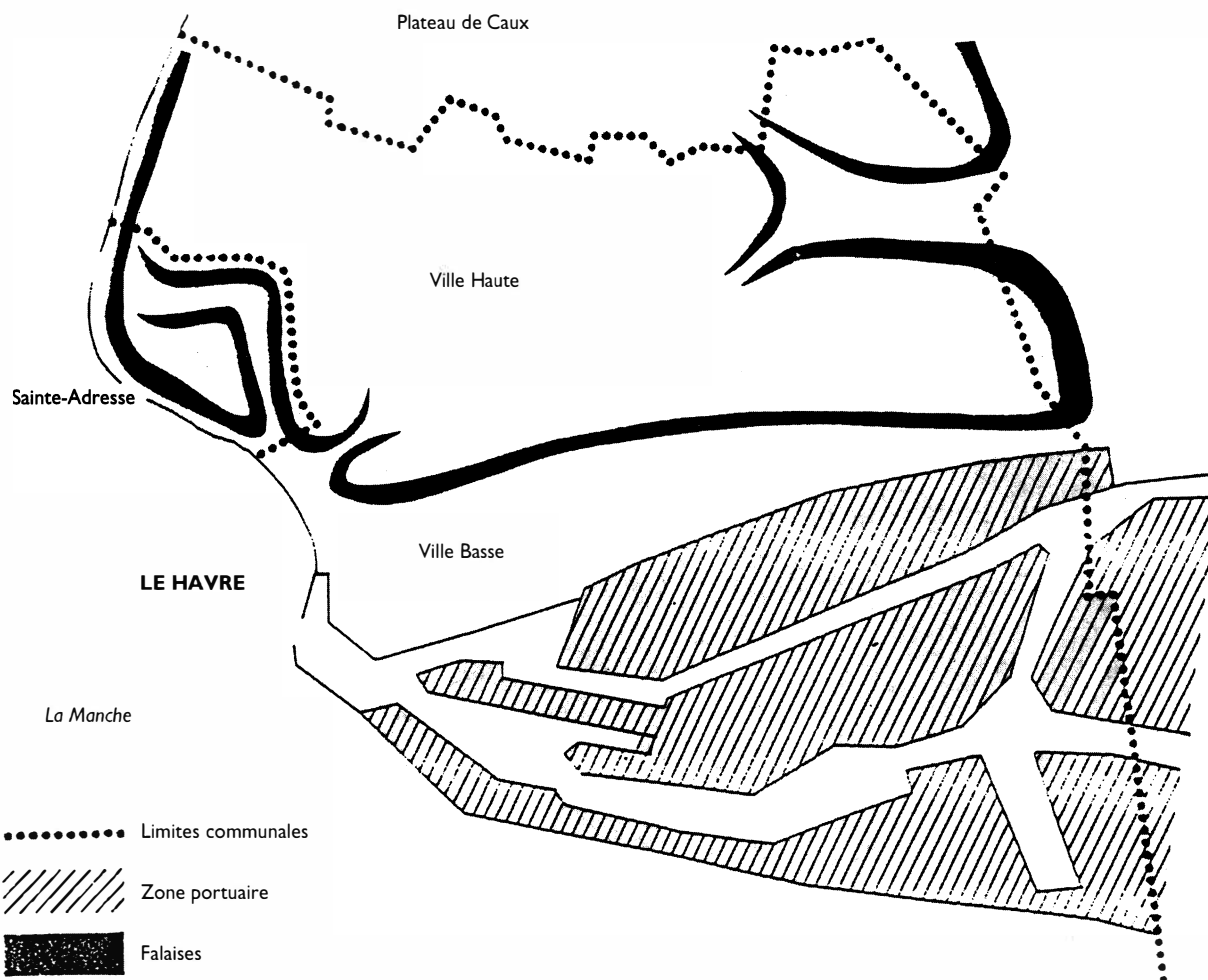 Plateau de Caux
Ville Haute
Sainte-Adresse
Ville Basse
LE HAVRE
La Manche
Limites communales
Zone portuaire
Falaises